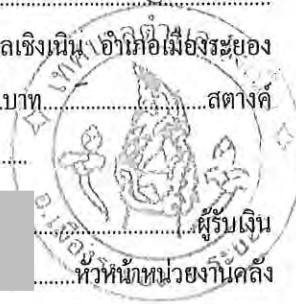 ลเชิงเนิน อำเภอเมืองระยอง
บาท....................สตางค์
ผู้รับเงิน
หัวหน้าหน่วยงานคลัง